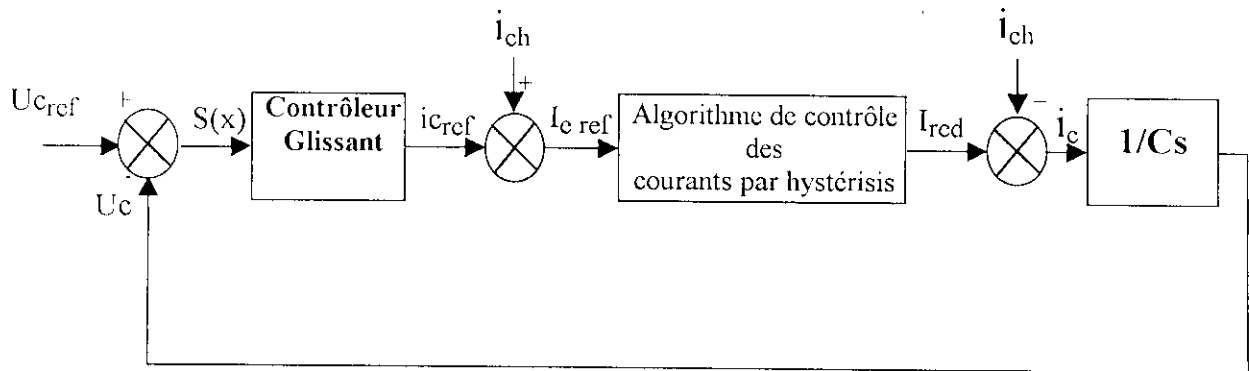 i_ch
i_ch
Uc_ref
+
S(x)
Contrôleur
Glissant
ic_ref
+
I_e ref
Algorithme de contrôle
des
courants par hystérisis
I_red
-
i_c
1/Cs
-
Uc